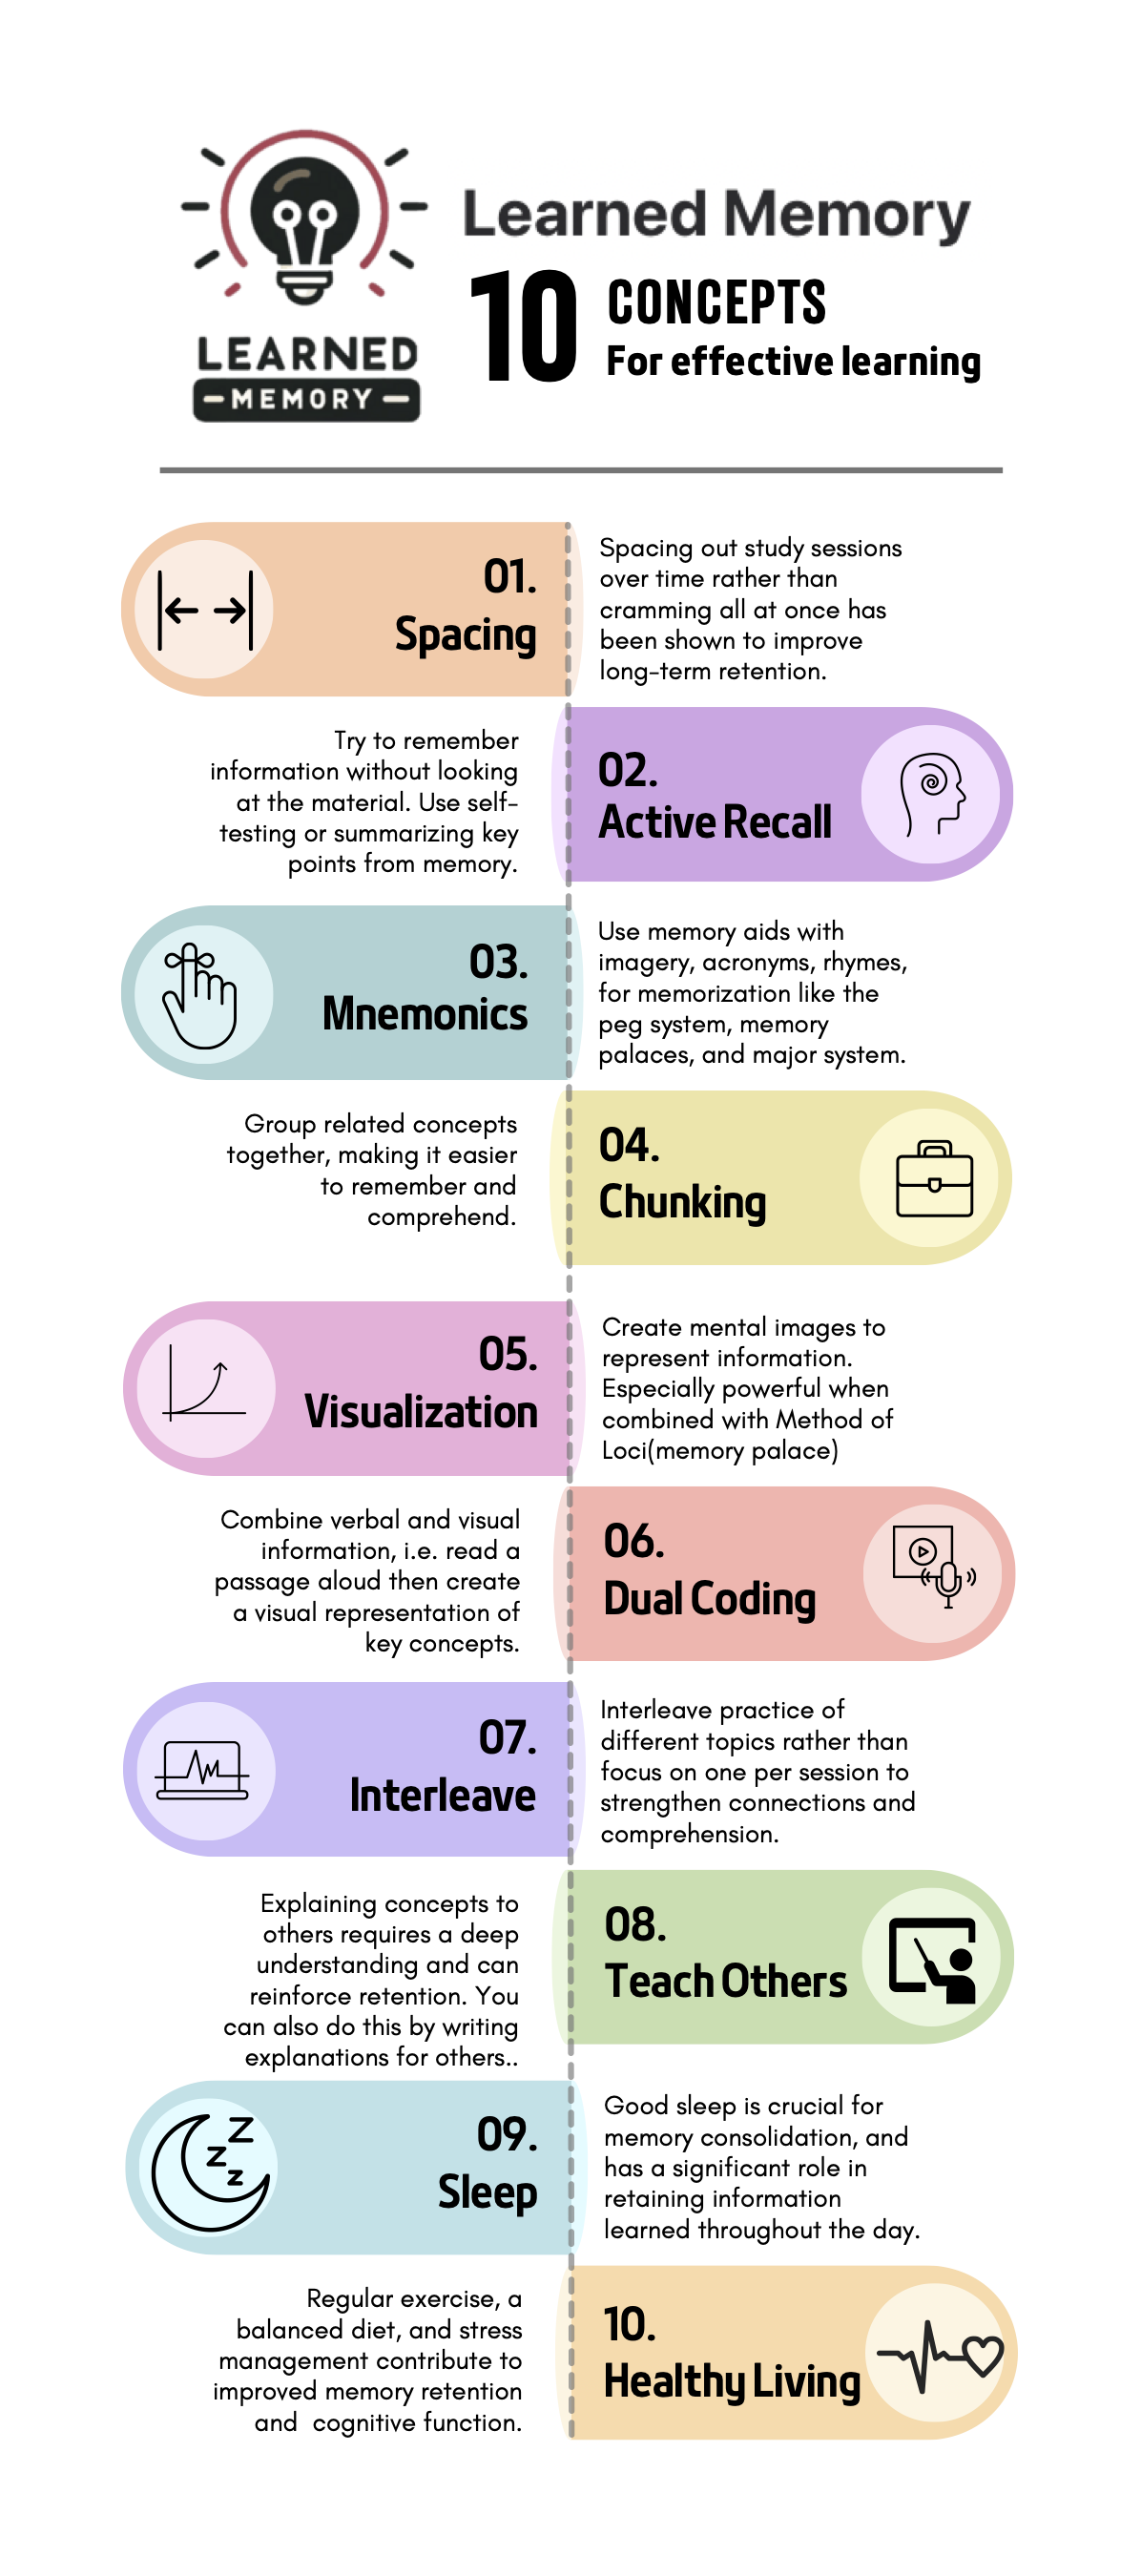 LEARNED
MEMORY
Learned Memory
10 CONCEPTS
For effective learning
01.
Spacing
Spacing out study sessions
over time rather than
cramming all at once has
been shown to improve
long-term retention.
02.
Active Recall
Try to remember
information without looking
at the material. Use self-
testing or summarizing key
points from memory.
03.
Mnemonics
Use memory aids with
imagery, acronyms, rhymes,
for memorization like the
peg system, memory
palaces, and major system.
04.
Chunking
Group related concepts
together, making it easier
to remember and
comprehend.
05.
Visualization
Create mental images to
represent information.
Especially powerful when
combined with Method of
Loci(memory palace)
06.
Dual Coding
Combine verbal and visual
information, i.e. read a
passage aloud then create
a visual representation of
key concepts.
07.
Interleave
Interleave practice of
different topics rather than
focus on one per session to
strengthen connections and
comprehension.
08.
Teach Others
Explaining concepts to
others requires a deep
understanding and can
reinforce retention. You
can also do this by writing
explanations for others..
Z
Z
Z
09.
Sleep
Good sleep is crucial for
memory consolidation, and
has a significant role in
retaining information
learned throughout the day.
10.
Healthy Living
Regular exercise, a
balanced diet, and stress
management contribute to
improved memory retention
and  cognitive function.